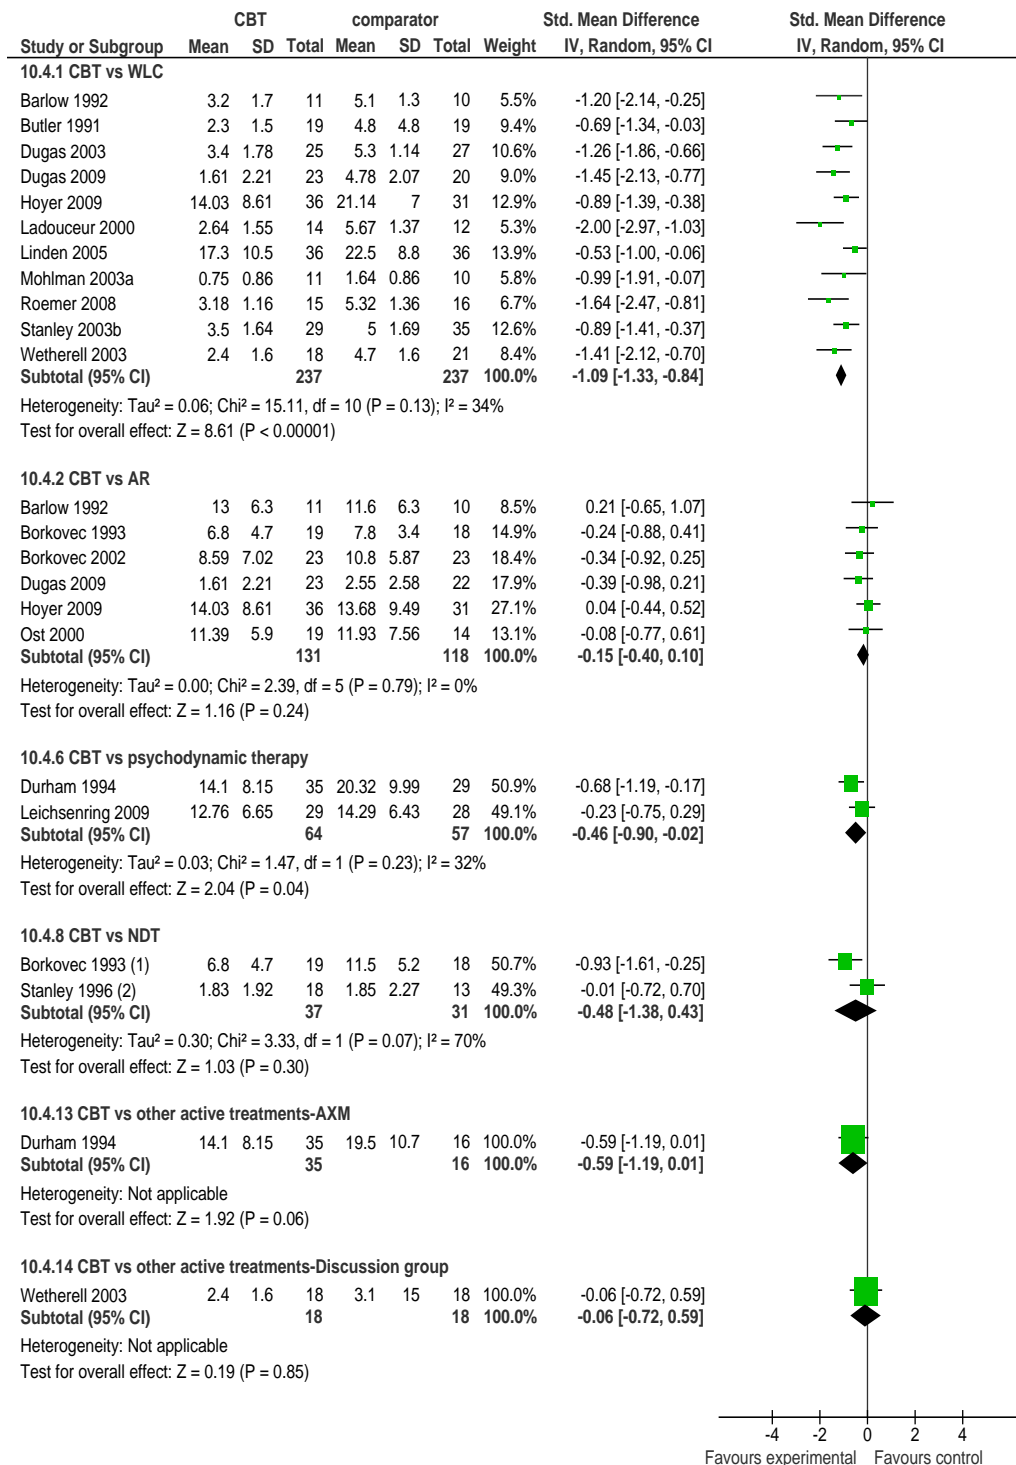 CBT comparator Std. Mean Difference Std. Mean Difference
Study or Subgroup Mean SD Total Mean SD Total Weight IV, Random, 95% CI IV, Random, 95% CI
10.4.1 CBT vs WLC
Barlow 1992 3.2 1.7 11 5.1 1.3 10 5.5% -1.20 [-2.14, -0.25]
Butler 1991 2.3 1.5 19 4.8 4.8 19 9.4% -0.69 [-1.34, -0.03]
Dugas 2003 3.4 1.78 25 5.3 1.14 27 10.6% -1.26 [-1.86, -0.66]
Dugas 2009 1.61 2.21 23 4.78 2.07 20 9.0% -1.45 [-2.13, -0.77]
Hoyer 2009 14.03 8.61 36 21.14 7 31 12.9% -0.89 [-1.39, -0.38]
Ladouceur 2000 2.64 1.55 14 5.67 1.37 12 5.3% -2.00 [-2.97, -1.03]
Linden 2005 17.3 10.5 36 22.5 8.8 36 13.9% -0.53 [-1.00, -0.06]
Mohlman 2003a 0.75 0.86 11 1.64 0.86 10 5.8% -0.99 [-1.91, -0.07]
Roemer 2008 3.18 1.16 15 5.32 1.36 16 6.7% -1.64 [-2.47, -0.81]
Stanley 2003b 3.5 1.64 29 5 1.69 35 12.6% -0.89 [-1.41, -0.37]
Wetherell 2003 2.4 1.6 18 4.7 1.6 21 8.4% -1.41 [-2.12, -0.70]
Subtotal (95% CI) 237 237 100.0% -1.09 [-1.33, -0.84]
Heterogeneity: Tau² = 0.06; Chi² = 15.11, df = 10 (P = 0.13); I² = 34%
Test for overall effect: Z = 8.61 (P < 0.00001)
10.4.2 CBT vs AR
Barlow 1992 13 6.3 11 11.6 6.3 10 8.5% 0.21 [-0.65, 1.07]
Borkovec 1993 6.8 4.7 19 7.8 3.4 18 14.9% -0.24 [-0.88, 0.41]
Borkovec 2002 8.59 7.02 23 10.8 5.87 23 18.4% -0.34 [-0.92, 0.25]
Dugas 2009 1.61 2.21 23 2.55 2.58 22 17.9% -0.39 [-0.98, 0.21]
Hoyer 2009 14.03 8.61 36 13.68 9.49 31 27.1% 0.04 [-0.44, 0.52]
Ost 2000 11.39 5.9 19 11.93 7.56 14 13.1% -0.08 [-0.77, 0.61]
Subtotal (95% CI) 131 118 100.0% -0.15 [-0.40, 0.10]
Heterogeneity: Tau² = 0.00; Chi² = 2.39, df = 5 (P = 0.79); I² = 0%
Test for overall effect: Z = 1.16 (P = 0.24)
10.4.6 CBT vs psychodynamic therapy
Durham 1994 14.1 8.15 35 20.32 9.99 29 50.9% -0.68 [-1.19, -0.17]
Leichsenring 2009 12.76 6.65 29 14.29 6.43 28 49.1% -0.23 [-0.75, 0.29]
Subtotal (95% CI) 64 57 100.0% -0.46 [-0.90, -0.02]
Heterogeneity: Tau² = 0.03; Chi² = 1.47, df = 1 (P = 0.23); I² = 32%
Test for overall effect: Z = 2.04 (P = 0.04)
10.4.8 CBT vs NDT
Borkovec 1993 (1) 6.8 4.7 19 11.5 5.2 18 50.7% -0.93 [-1.61, -0.25]
Stanley 1996 (2) 1.83 1.92 18 1.85 2.27 13 49.3% -0.01 [-0.72, 0.70]
Subtotal (95% CI) 37 31 100.0% -0.48 [-1.38, 0.43]
Heterogeneity: Tau² = 0.30; Chi² = 3.33, df = 1 (P = 0.07); I² = 70%
Test for overall effect: Z = 1.03 (P = 0.30)
10.4.13 CBT vs other active treatments-AXM
Durham 1994 14.1 8.15 35 19.5 10.7 16 100.0% -0.59 [-1.19, 0.01]
Subtotal (95% CI) 35 16 100.0% -0.59 [-1.19, 0.01]
Heterogeneity: Not applicable
Test for overall effect: Z = 1.92 (P = 0.06)
10.4.14 CBT vs other active treatments-Discussion group
Wetherell 2003 2.4 1.6 18 3.1 15 18 100.0% -0.06 [-0.72, 0.59]
Subtotal (95% CI) 18 18 100.0% -0.06 [-0.72, 0.59]
Heterogeneity: Not applicable
Test for overall effect: Z = 0.19 (P = 0.85)
-4 -2 0 2 4
Favours experimental Favours control